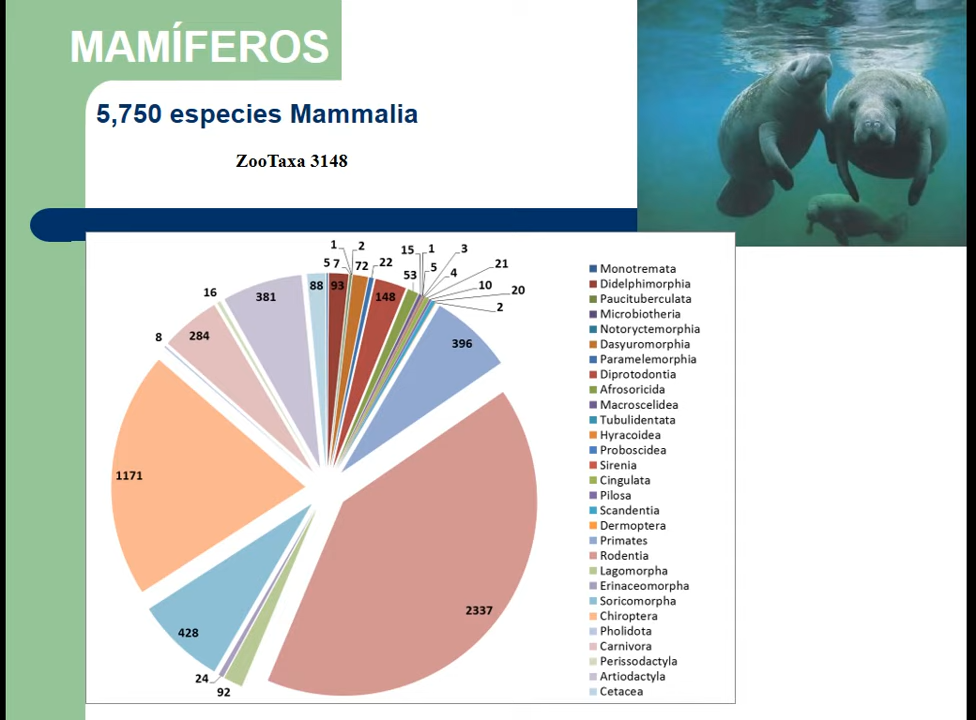 MAMÍFEROS
5,750 especies Mammalia
ZooTaxa 3148
1
2
15
1
3
5
7
72
22
53
5
4
21
10
20
2
16
381
88
93
148
8
284
396
1171
2337
428
24
92
Monotremata
Didelphimorphia
Paucituberculata
Microbiotheria
Notoryctemorphia
Dasyuromorphia
Paramelemorphia
Diprotodontia
Afrosoricida
Macroscelidea
Tubulidentata
Hyracoidea
Proboscidea
Sirenia
Cingulata
Pilosa
Scandentia
Dermoptera
Primates
Rodentia
Lagomorpha
Erinaceomorpha
Soricomorpha
Chiroptera
Pholidota
Carnivora
Perissodactyla
Artiodactyla
Cetacea